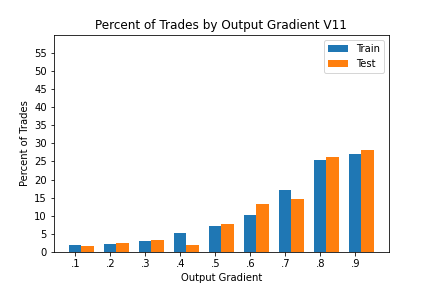 Percent of Trades by Output Gradient V11
Train
Test
Percent of Trades
55
50
45
40
35
30
25
20
15
10
5
0
.1 .2 .3 .4 .5 .6 .7 .8 .9
Output Gradient